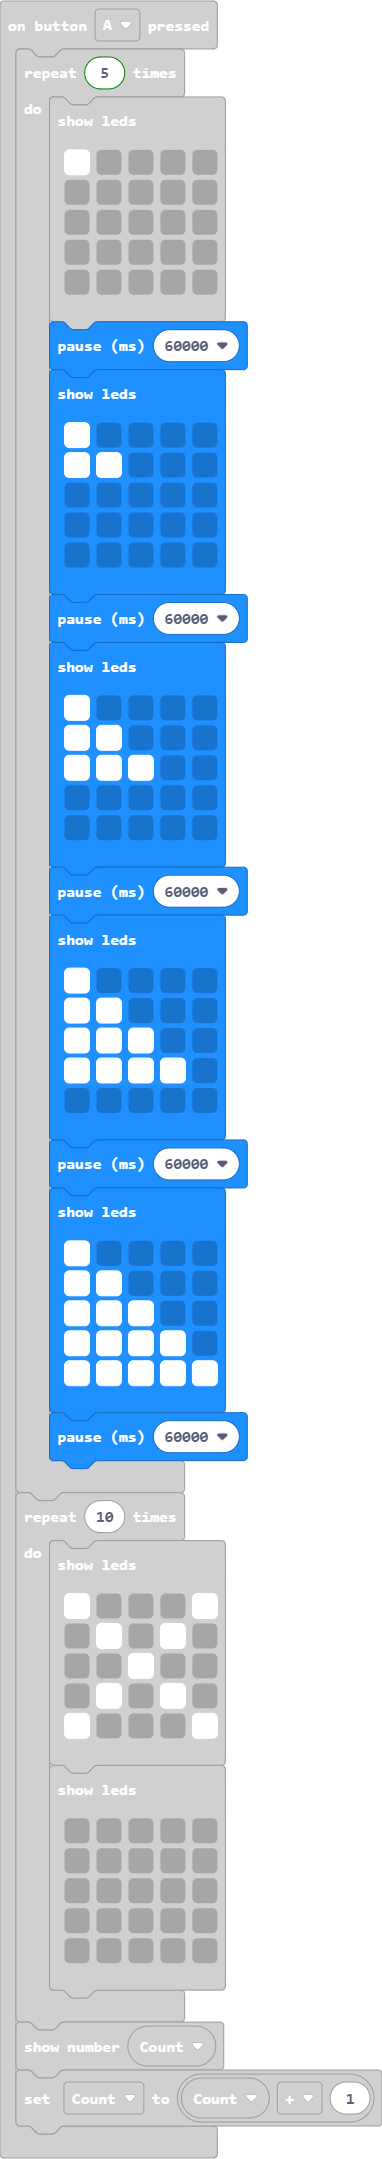 on button A pressed
repeat 5 times
do
show leds
pause (ms) 60000
show leds
pause (ms) 60000
show leds
pause (ms) 60000
show leds
pause (ms) 60000
show leds
pause (ms) 60000
repeat 10 times
do
show leds
show leds
show number Count
set Count to Count + 1